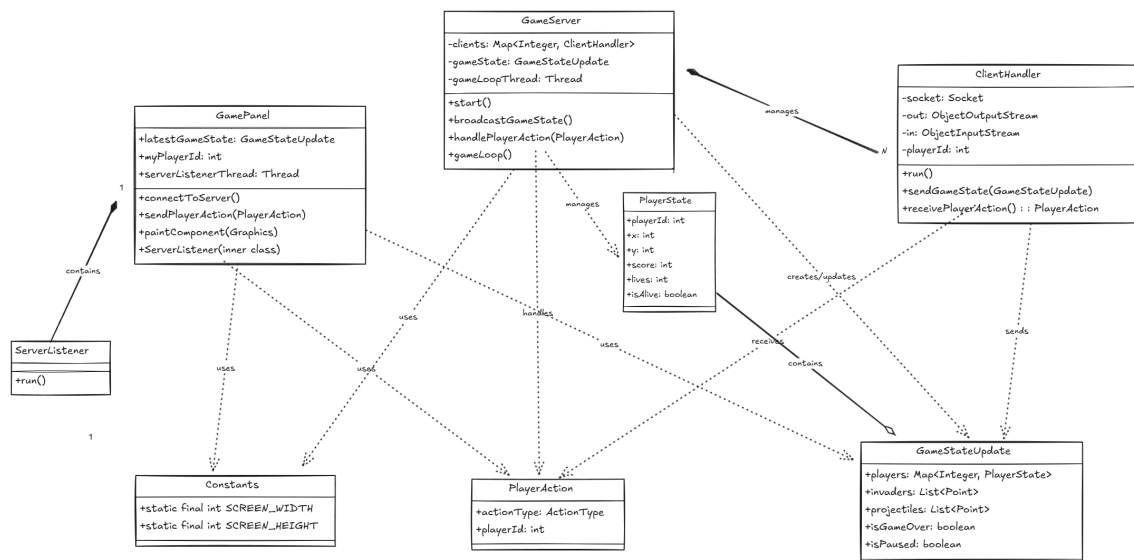 GameServer
-clients: Map<Integer, ClientHandler>
-gameState: GameStateUpdate
-gameLoopThread: Thread
+start()
+broadcastGameState()
+handlePlayerAction(PlayerAction)
+gameLoop()
ClientHandler
-socket: Socket
-out: ObjectOutputStream
-in: ObjectInputStream
-playerId: int
+run()
+sendGameState(GameStateUpdate)
+receivePlayerAction() : : PlayerAction
manages
N
GamePanel
+latestGameState: GameStateUpdate
+myPlayerId: int
+serverListenerThread: Thread
+connectToServer()
+sendPlayerAction(PlayerAction)
+paintComponent(Graphics)
+ServerListener(inner class)
1
contains
manages
PlayerState
+playerId: int
+x: int
+y: int
+score: int
+lives: int
+isAlive: boolean
creates/updates
uses
handles
uses
receives
sends
contains
uses
uses
ServerListener
+run()
1
Constants
+static final int SCREEN_WIDTH
+static final int SCREEN_HEIGHT
PlayerAction
+actionType: ActionType
+playerId: int
GameStateUpdate
+players: Map<Integer, PlayerState>
+invaders: List<Point>
+projectiles: List<Point>
+isGameOver: boolean
+isPaused: boolean